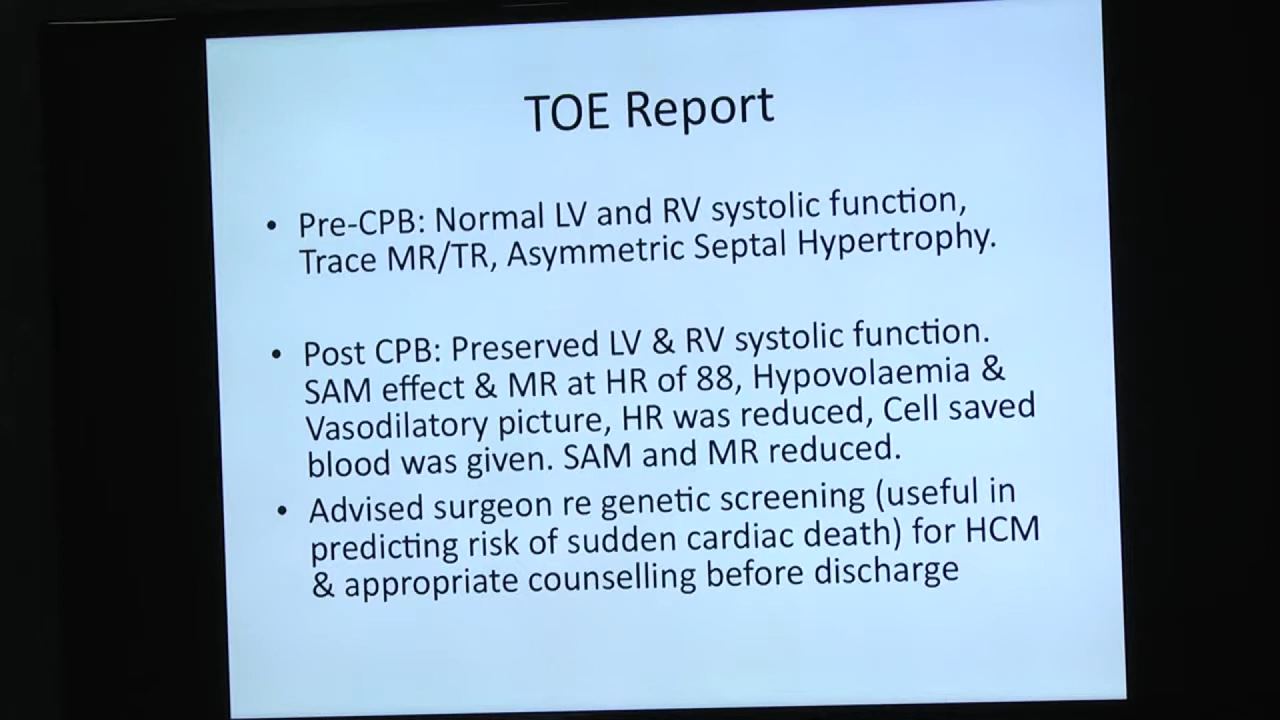 TOE Report
• Pre-CPB: Normal LV and RV systolic function,
Trace MR/TR, Asymmetric Septal Hypertrophy.
• Post CPB: Preserved LV & RV systolic function.
SAM effect & MR at HR of 88, Hypovolaemia &
Vasodilatory picture, HR was reduced, Cell saved
blood was given. SAM and MR reduced.
• Advised surgeon re genetic screening (useful in
predicting risk of sudden cardiac death) for HCM
& appropriate counselling before discharge